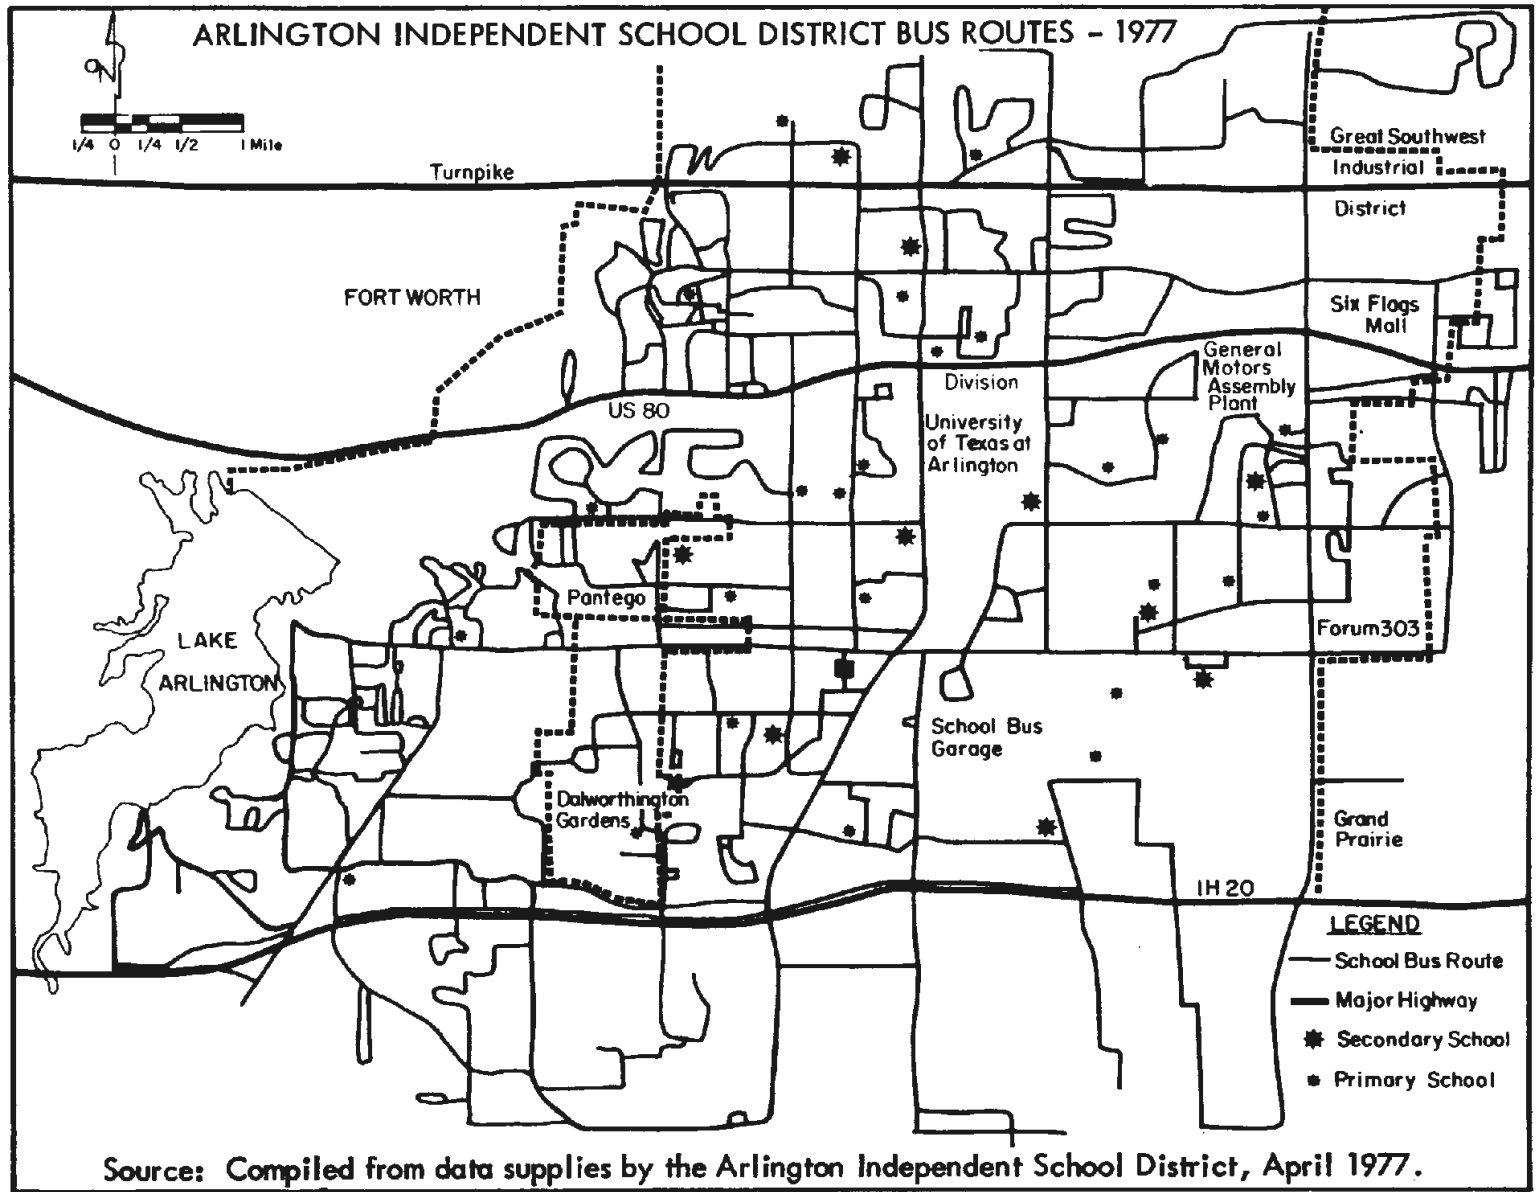 ARLINGTON INDEPENDENT SCHOOL DISTRICT BUS ROUTES – 1977
1/4 0 1/4 1/2 1 Mile
Turnpike
Great Southwest
Industrial
District
FORT WORTH
Six Flags
Mall
General
Motors
Assembly
Plant
Division
US 80
University
of Texas at
Arlington
Pantego
LAKE
ARLINGTON
Forum 303
School Bus
Garage
Dalworthington
Gardens
Grand
Prairie
IH 20
LEGEND
School Bus Route
Major Highway
Secondary School
Primary School
Source: Compiled from data supplies by the Arlington Independent School District, April 1977.